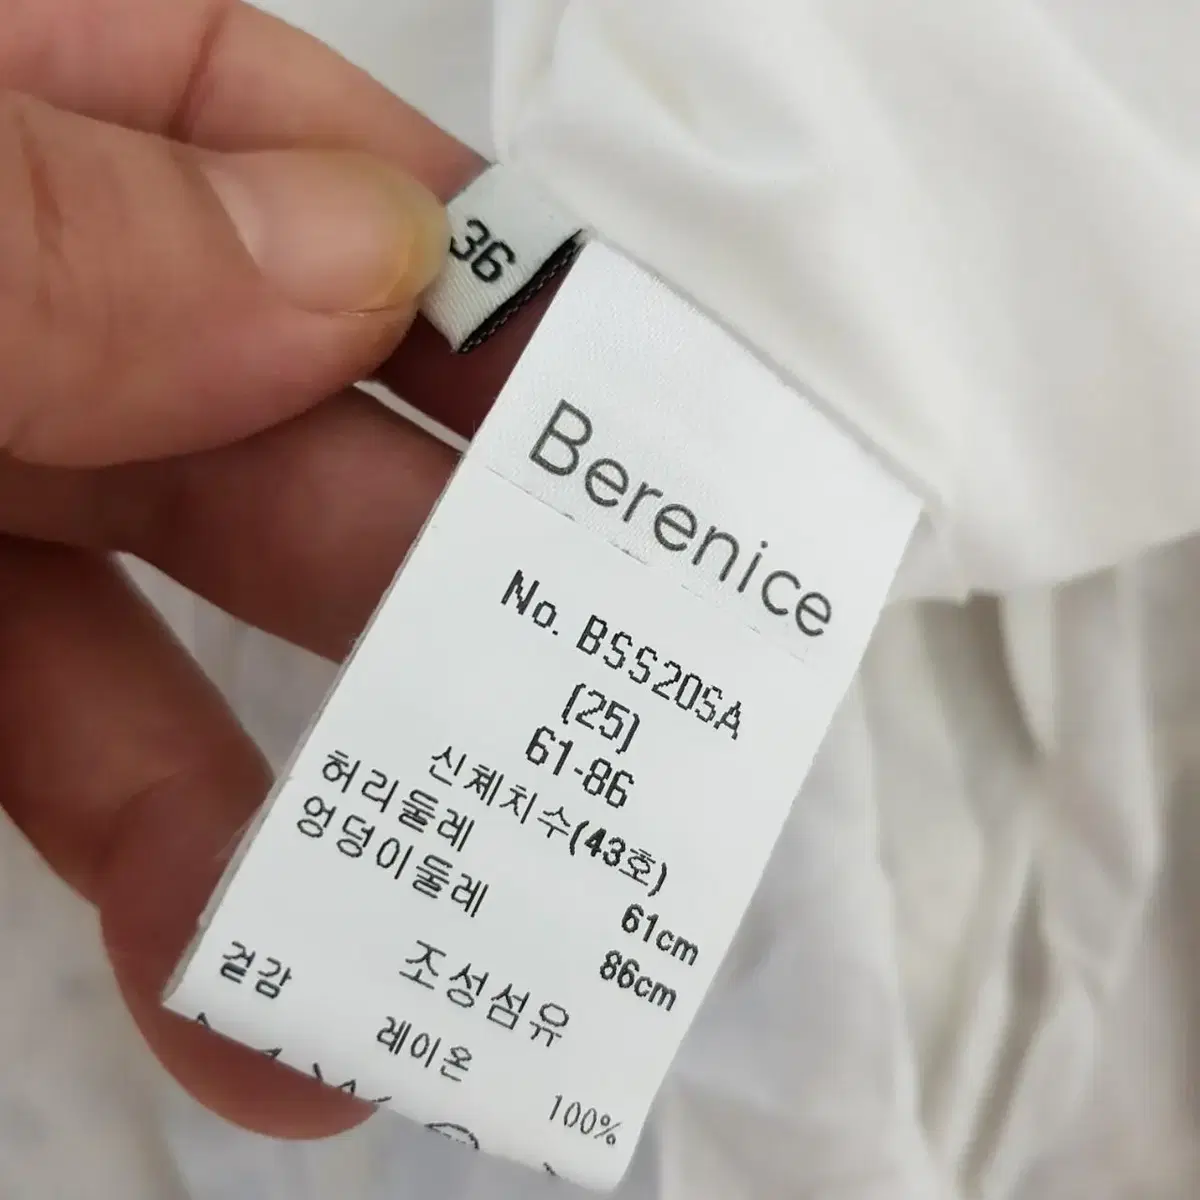 36
Berenice
No. BSS20SA
(25)
61-86
신체치수(43호)
허리둘레 61cm
엉덩이둘레 86cm
조성섬유
겉감 레이온 100%